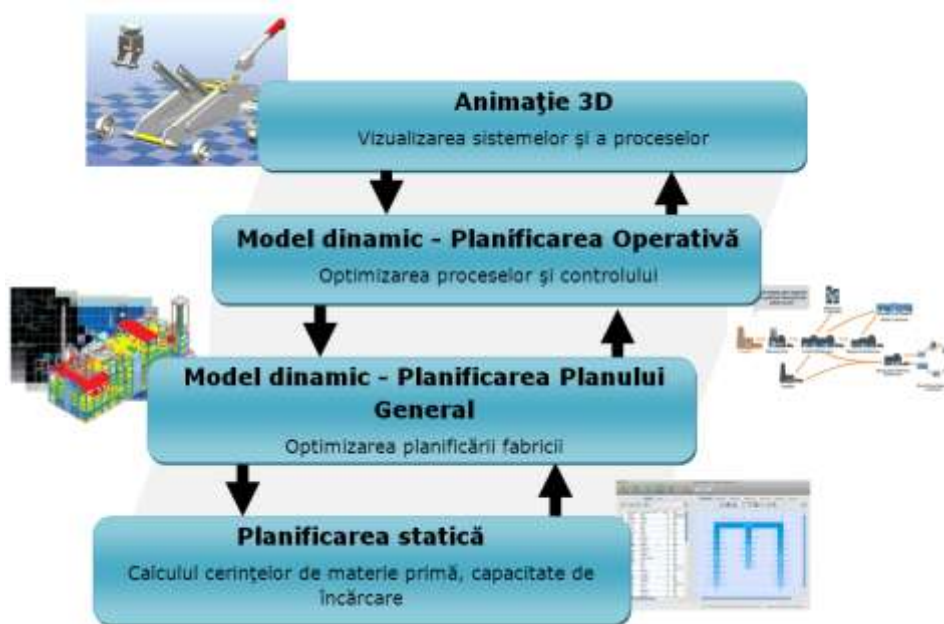 Animaţie 3D
Vizualizarea sistemelor şi a proceselor
Model dinamic - Planificarea Operativă
Optimizarea proceselor şi controlului
Model dinamic - Planificarea Planului
General
Optimizarea planificării fabricii
Planificarea statică
Calculul cerinţelor de materie primă, capacitate de
încărcare